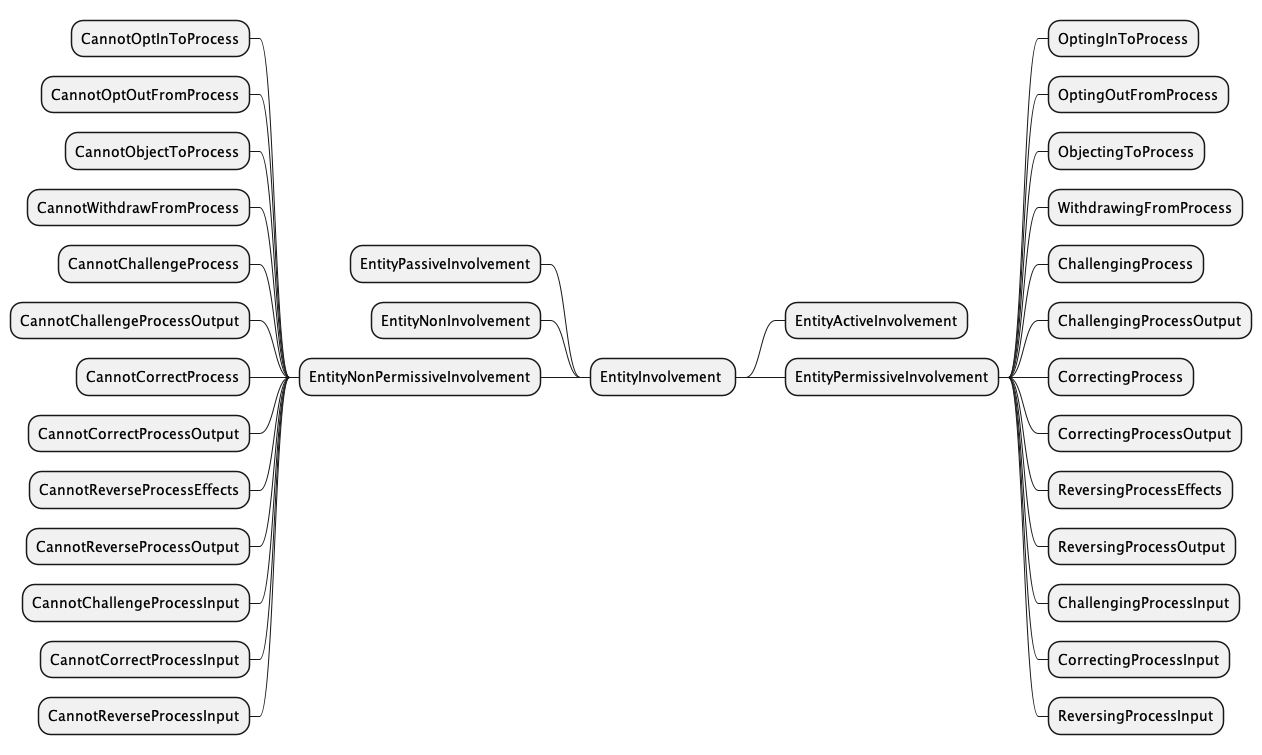 CannotOptInToProcess
CannotOptOutFromProcess
CannotObjectToProcess
CannotWithdrawFromProcess
CannotChallengeProcess
CannotChallengeProcessOutput
CannotCorrectProcess
CannotCorrectProcessOutput
CannotReverseProcessEffects
CannotReverseProcessOutput
CannotChallengeProcessInput
CannotCorrectProcessInput
CannotReverseProcessInput
EntityPassiveInvolvement
EntityNonInvolvement
EntityNonPermissiveInvolvement
EntityInvolvement
EntityActiveInvolvement
EntityPermissiveInvolvement
OptingInToProcess
OptingOutFromProcess
ObjectingToProcess
WithdrawingFromProcess
ChallengingProcess
ChallengingProcessOutput
CorrectingProcess
CorrectingProcessOutput
ReversingProcessEffects
ReversingProcessOutput
ChallengingProcessInput
CorrectingProcessInput
ReversingProcessInput